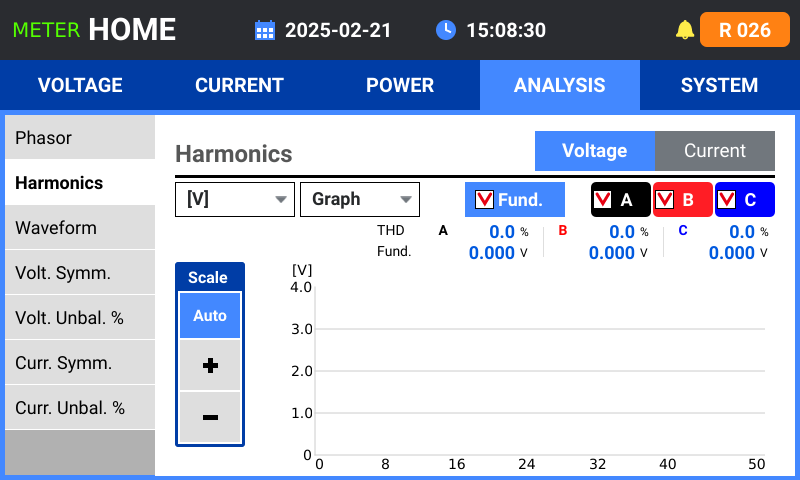 METER HOME 2025-02-21 15:08:30 R 026
VOLTAGE CURRENT POWER ANALYSIS SYSTEM
Phasor
Harmonics
Waveform
Volt. Symm.
Volt. Unbal. %
Curr. Symm.
Curr. Unbal. %
Harmonics Voltage Current
[V] Graph Fund. A B C
THD A 0.0 % B 0.0 % C 0.0 %
Fund. 0.000 V 0.000 V 0.000 V
Scale
Auto
+
−
[V]
4.0
3.0
2.0
1.0
0
0 8 16 24 32 40 50